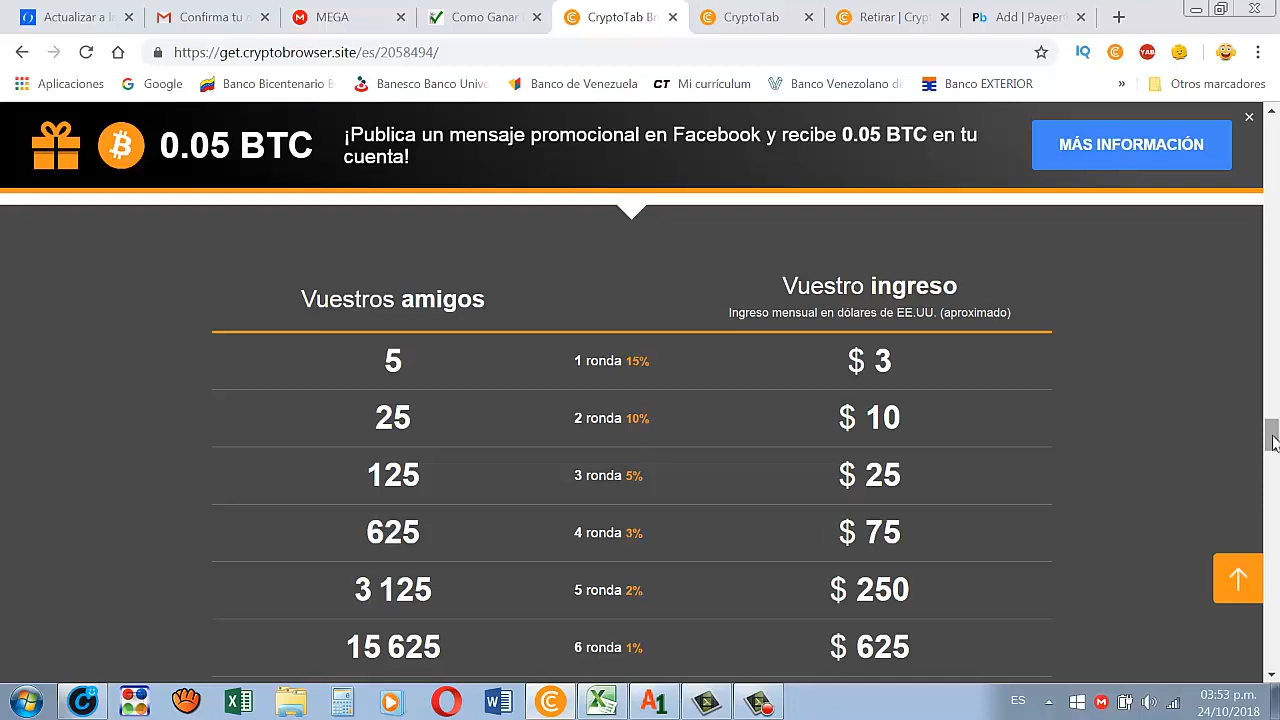 Actualizar a la
Confirma tu c
MEGA
Como Ganar
CryptoTab Br
CryptoTab
Retirar | Cryp
Add | Payeer
https://get.cryptobrowser.site/es/2058494/
IQ
YAB
Aplicaciones
Google
Banco Bicentenario
Banesco Banco Unive
Banco de Venezuela
CT Mi curriculum
Banco Venezolano d
Banco EXTERIOR
»
Otros marcadores
0.05 BTC
¡Publica un mensaje promocional en Facebook y recibe 0.05 BTC en tu
cuenta!
MÁS INFORMACIÓN
Vuestros amigos
Vuestro ingreso
Ingreso mensual en dólares de EE.UU. (aproximado)
5 1 ronda 15% $ 3
25 2 ronda 10% $ 10
125 3 ronda 5% $ 25
625 4 ronda 3% $ 75
3 125 5 ronda 2% $ 250
15 625 6 ronda 1% $ 625
ES
03:53 p.m.
24/10/2018